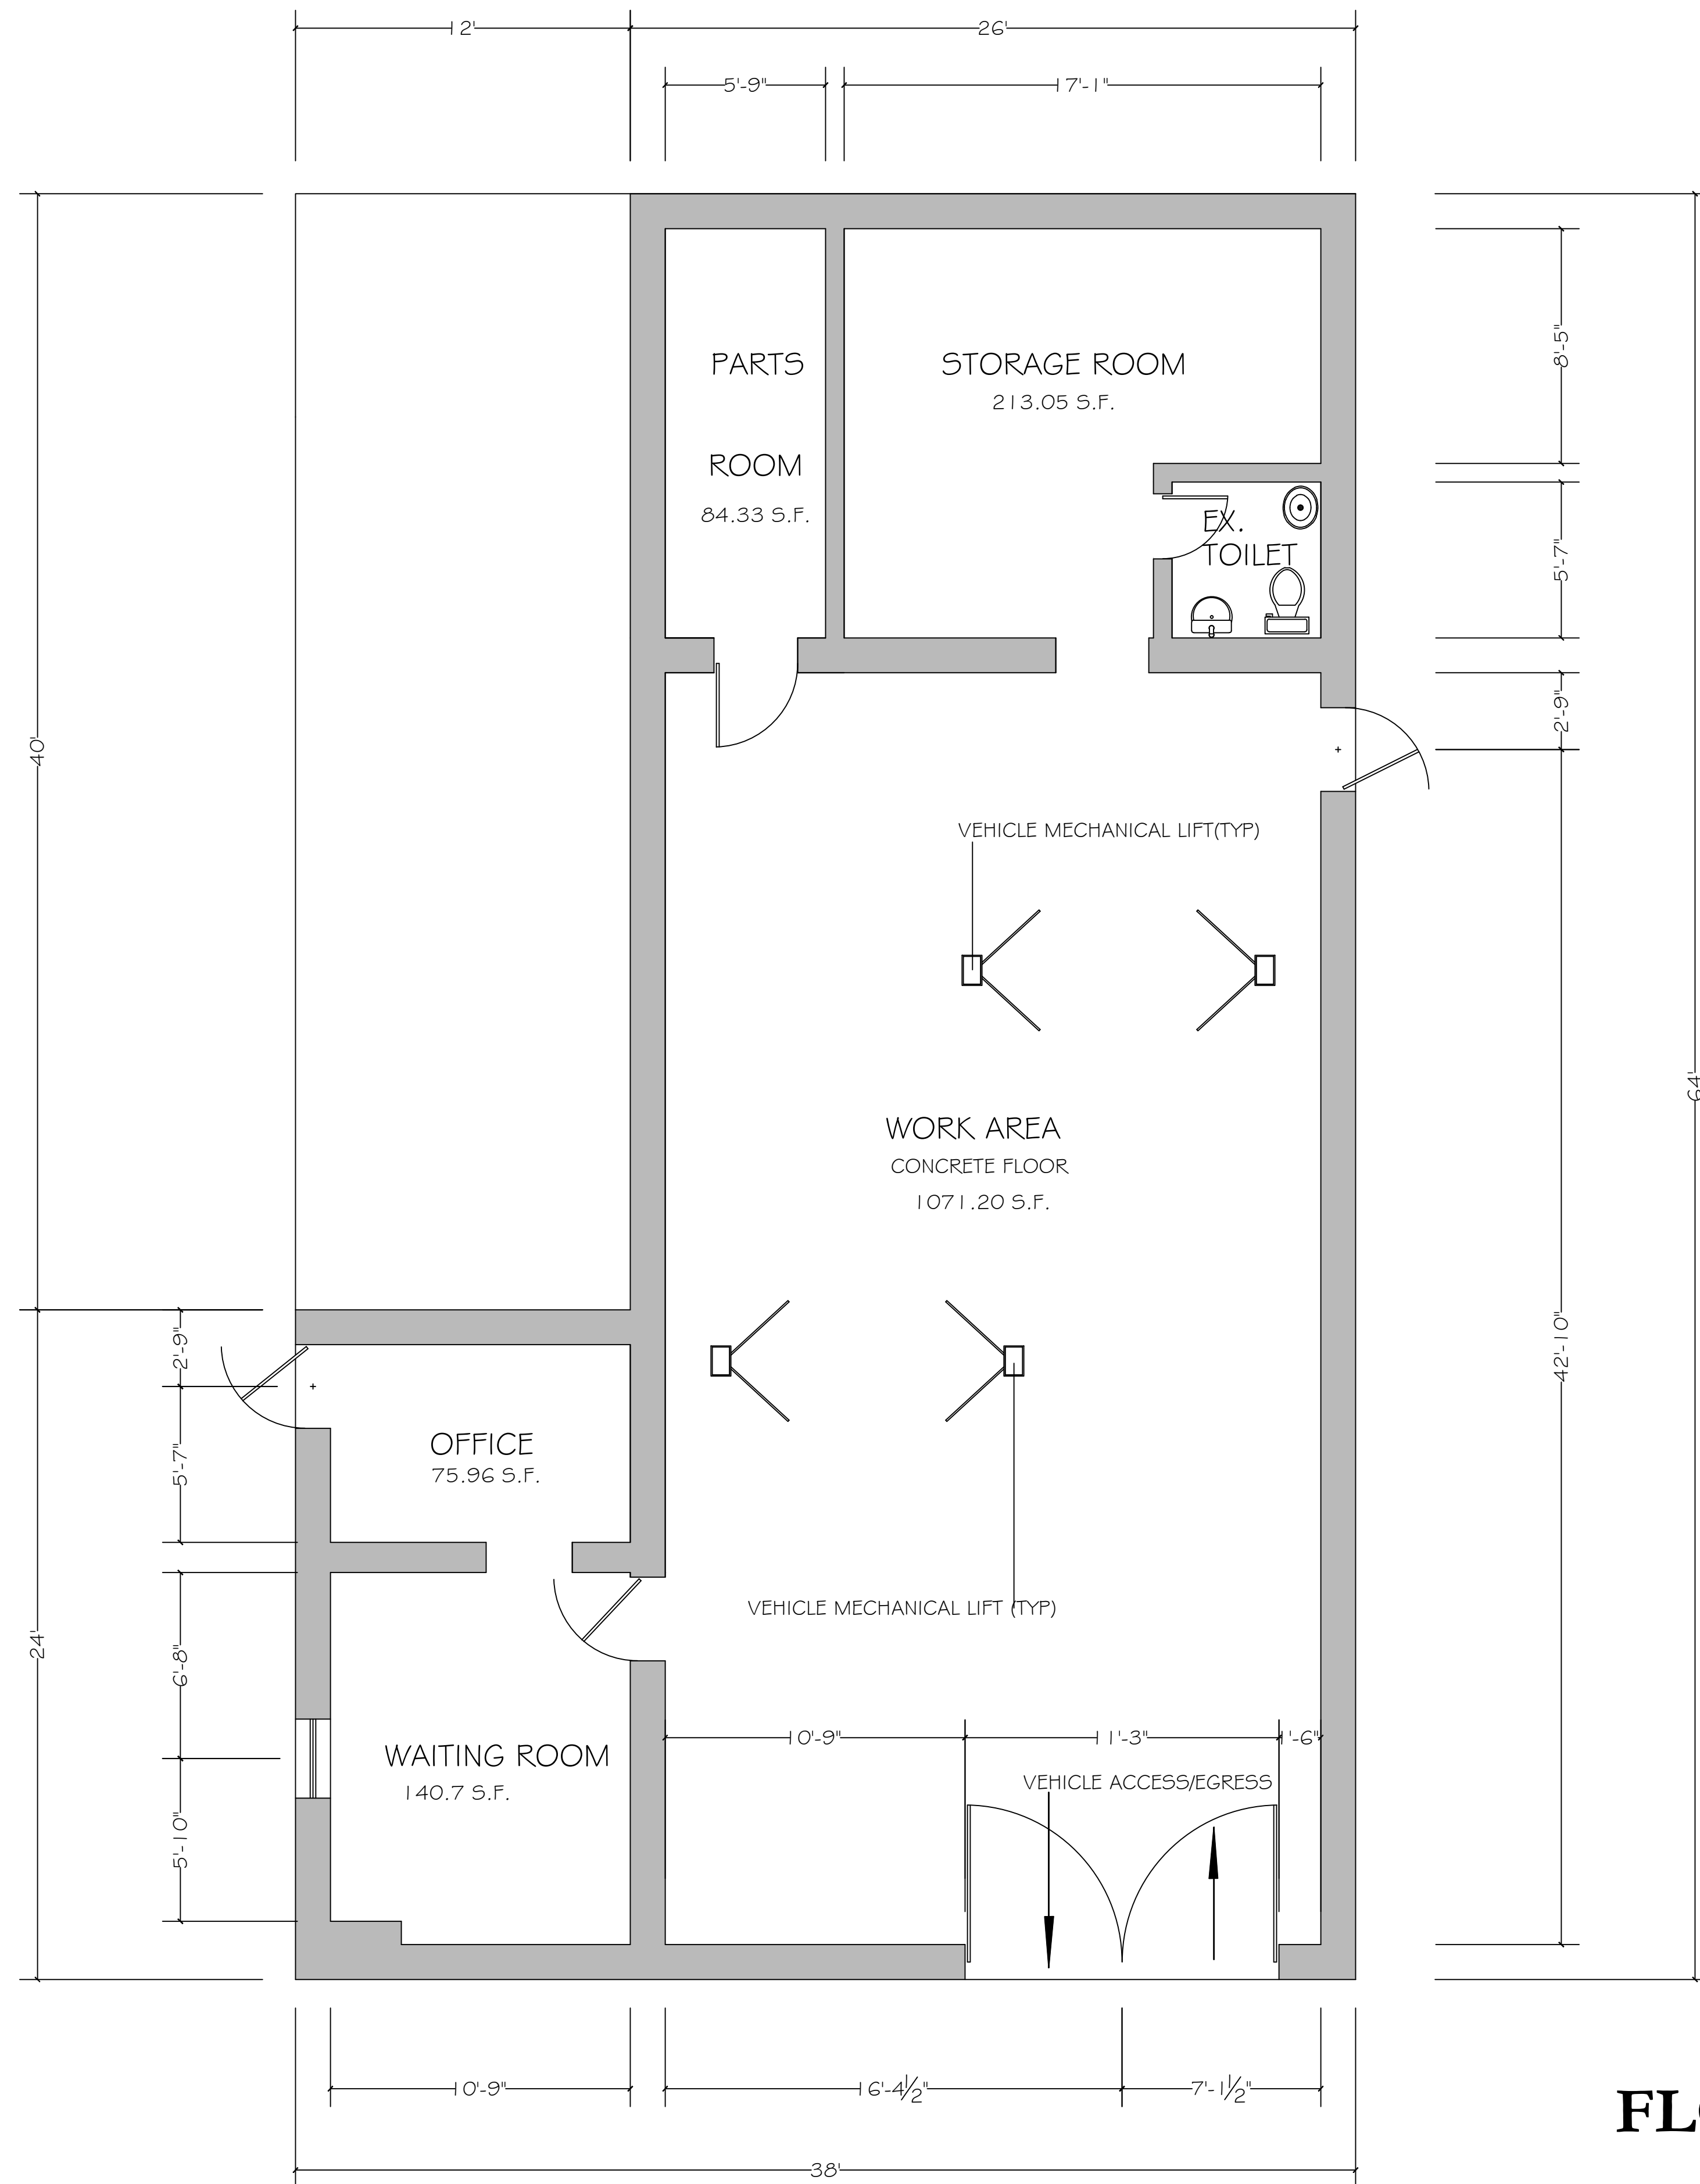 12'
26'
5'-9"
17'-1"
PARTS
ROOM
84.33 S.F.
STORAGE ROOM
213.05 S.F.
8'-5"
EX.
TOILET
5'-7"
2'-9"
40'
VEHICLE MECHANICAL LIFT(TYP)
64'
WORK AREA
CONCRETE FLOOR
1071.20 S.F.
42'-10"
2'-9"
5'-7"
OFFICE
75.96 S.F.
24'
VEHICLE MECHANICAL LIFT (TYP)
6'-8"
10'-9"
11'-3"
1'-6"
WAITING ROOM
140.7 S.F.
VEHICLE ACCESS/EGRESS
5'-10"
10'-9"
16'-4½"
7'-1½"
38'